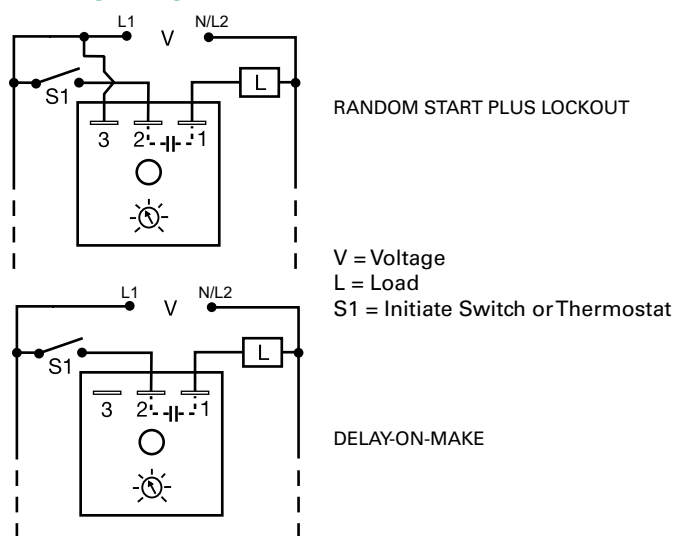 L1 V N/L2
S1 L
3 2 1
RANDOM START PLUS LOCKOUT
V = Voltage
L = Load
S1 = Initiate Switch or Thermostat
L1 V N/L2
S1 L
3 2 1
DELAY-ON-MAKE